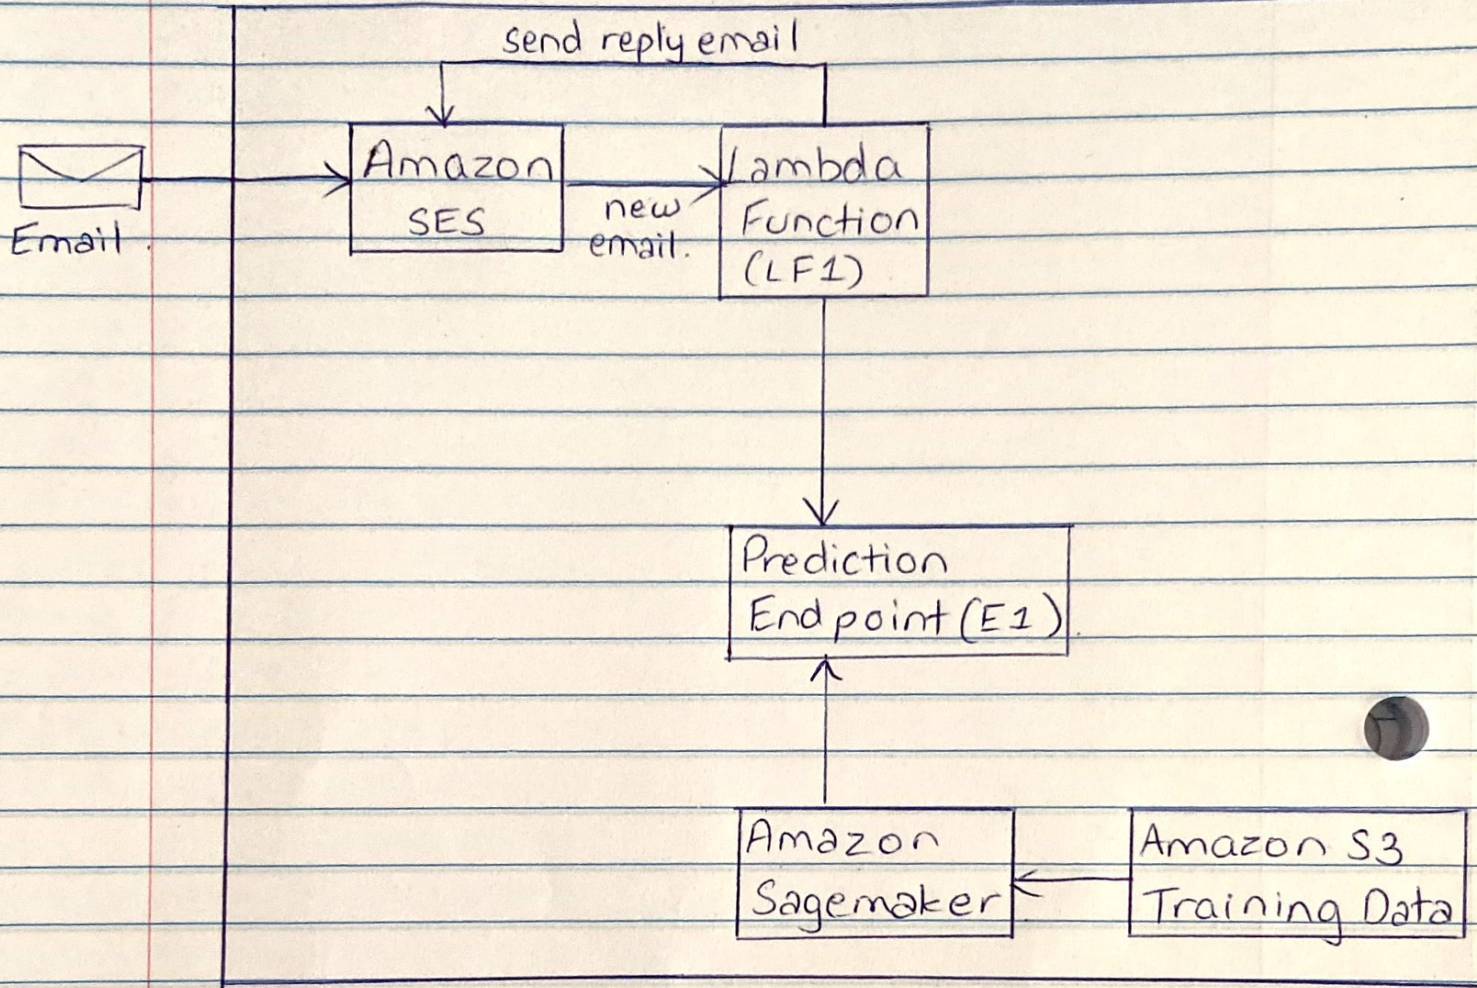 send reply email
Amazon
SES
Lambda
Function
(LF1)
new
email.
Email
Prediction
Endpoint (E1)
Amazon
Sagemaker
Amazon S3
Training Data